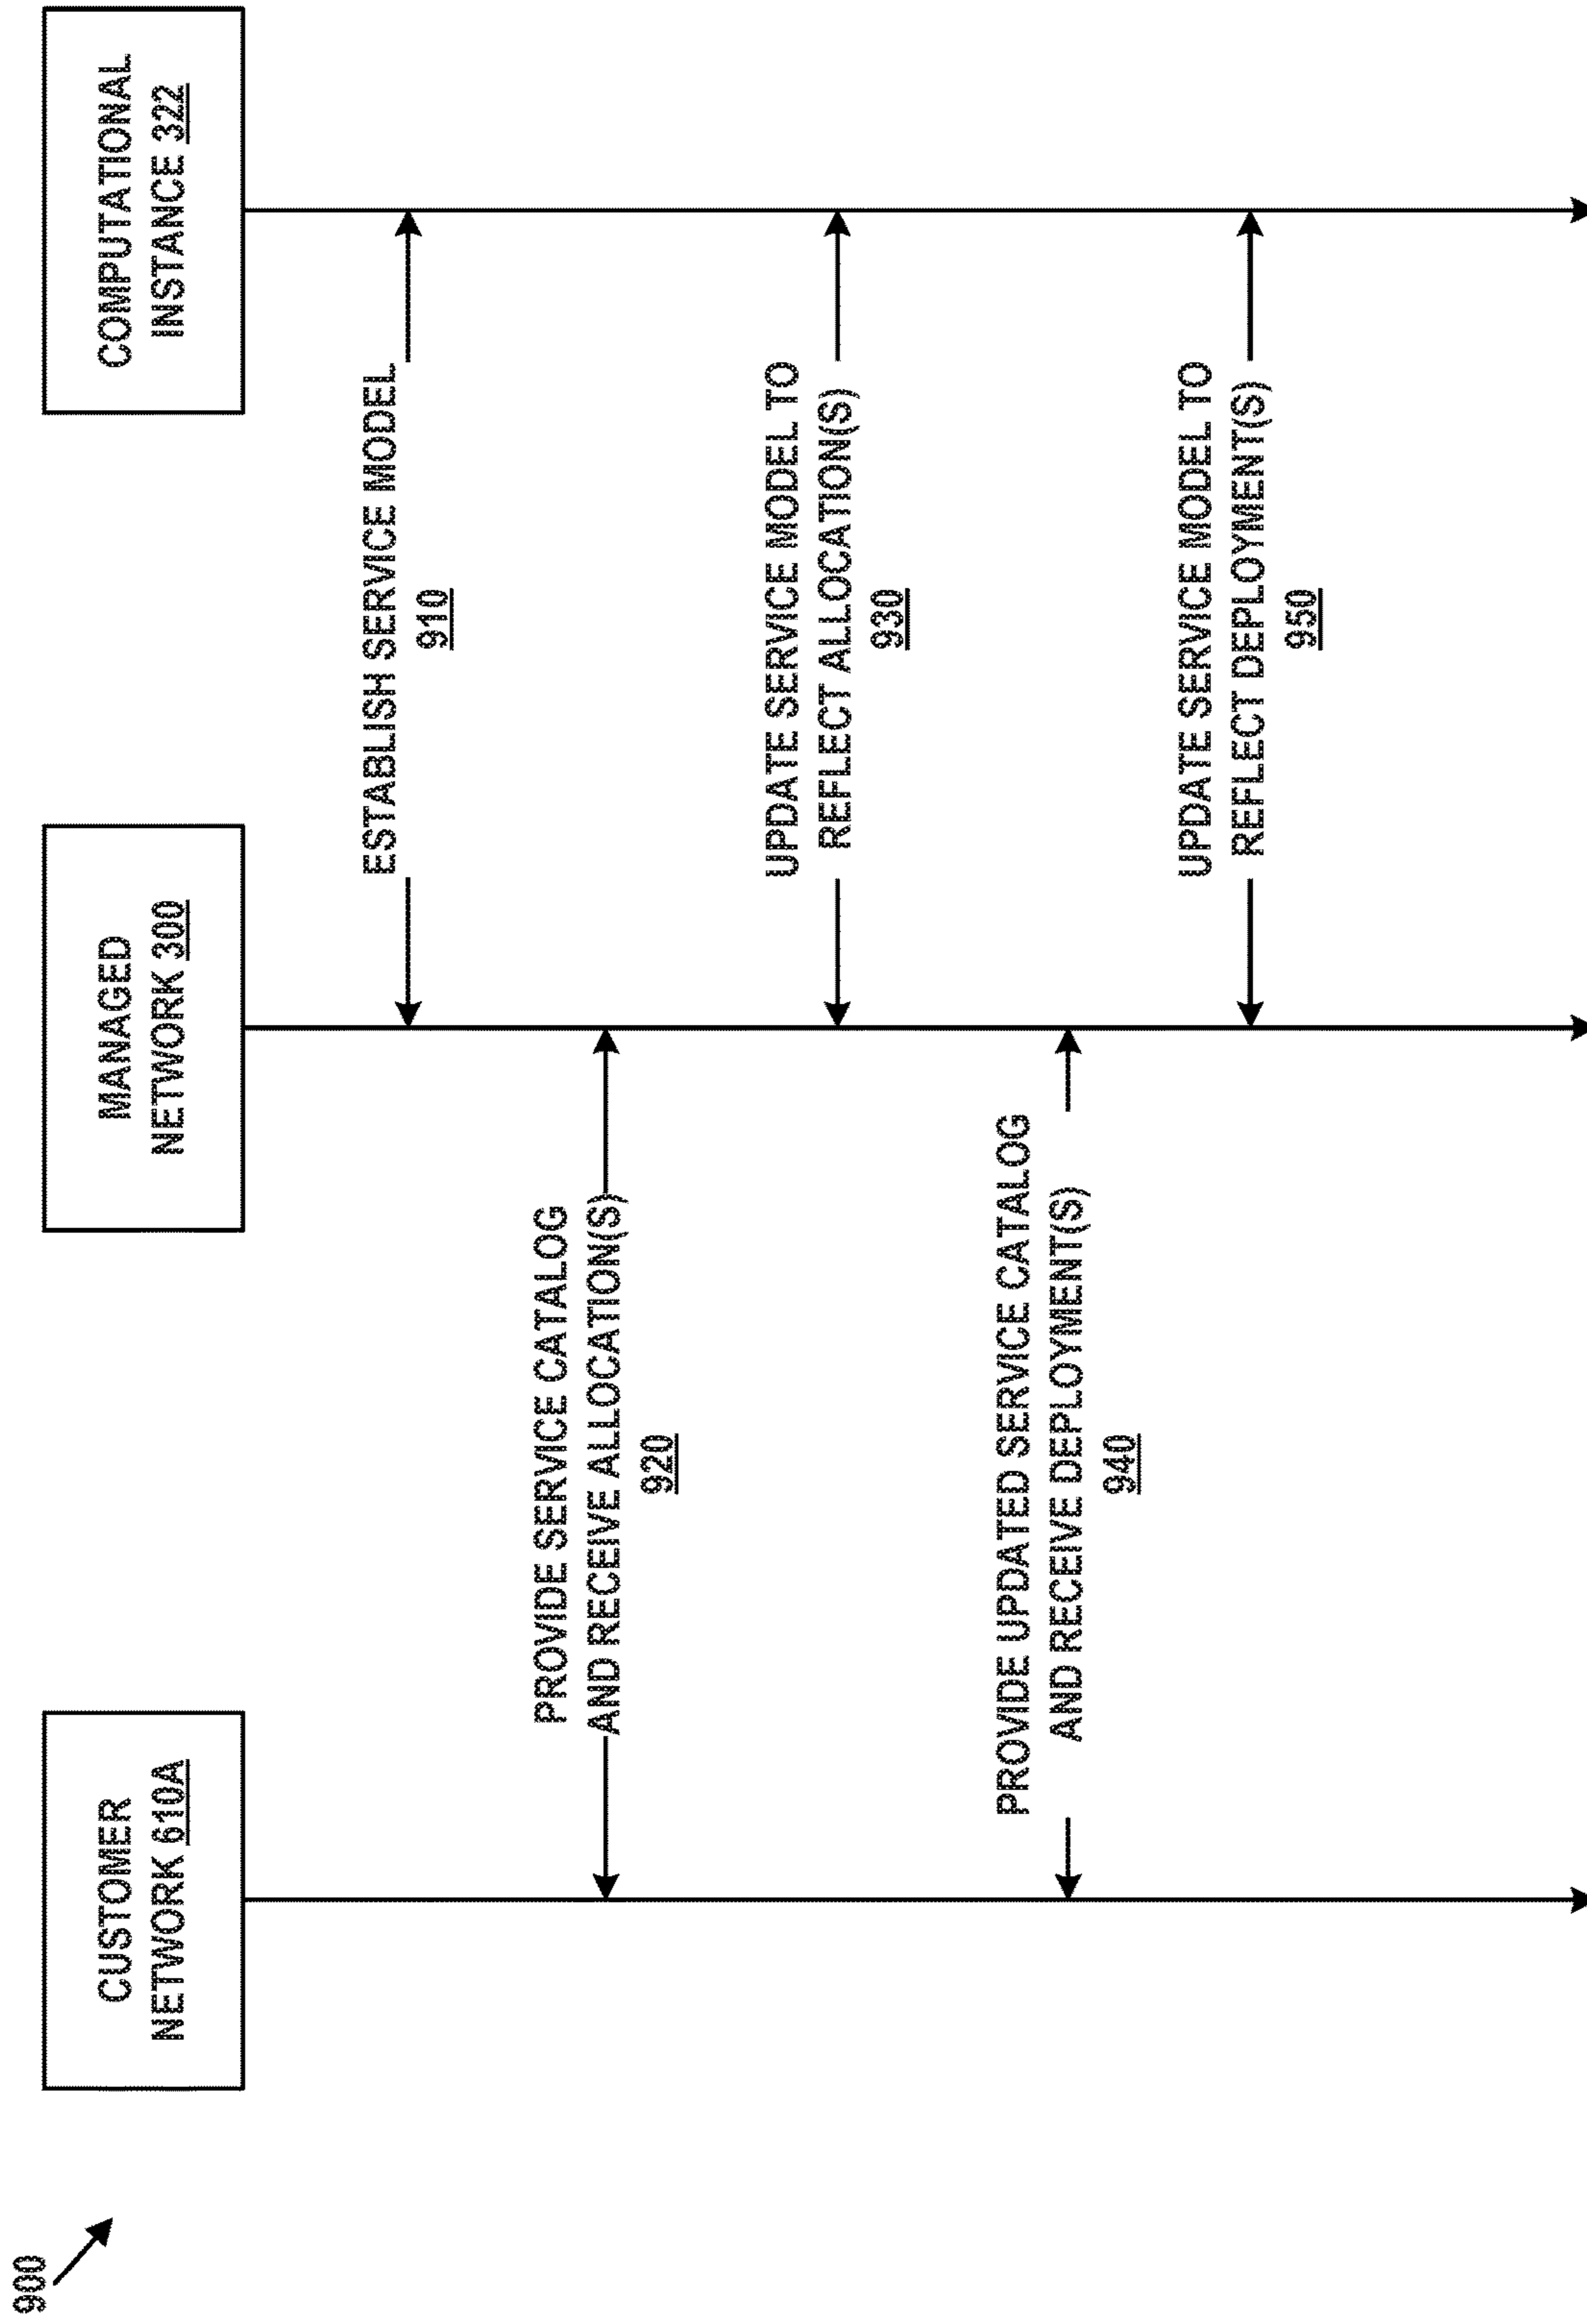 900
CUSTOMER
NETWORK 610A
MANAGED
NETWORK 300
COMPUTATIONAL
INSTANCE 322
ESTABLISH SERVICE MODEL
910
PROVIDE SERVICE CATALOG
AND RECEIVE ALLOCATION(S)
920
UPDATE SERVICE MODEL TO
REFLECT ALLOCATION(S)
930
PROVIDE UPDATED SERVICE CATALOG
AND RECEIVE DEPLOYMENT(S)
940
UPDATE SERVICE MODEL TO
REFLECT DEPLOYMENT(S)
950